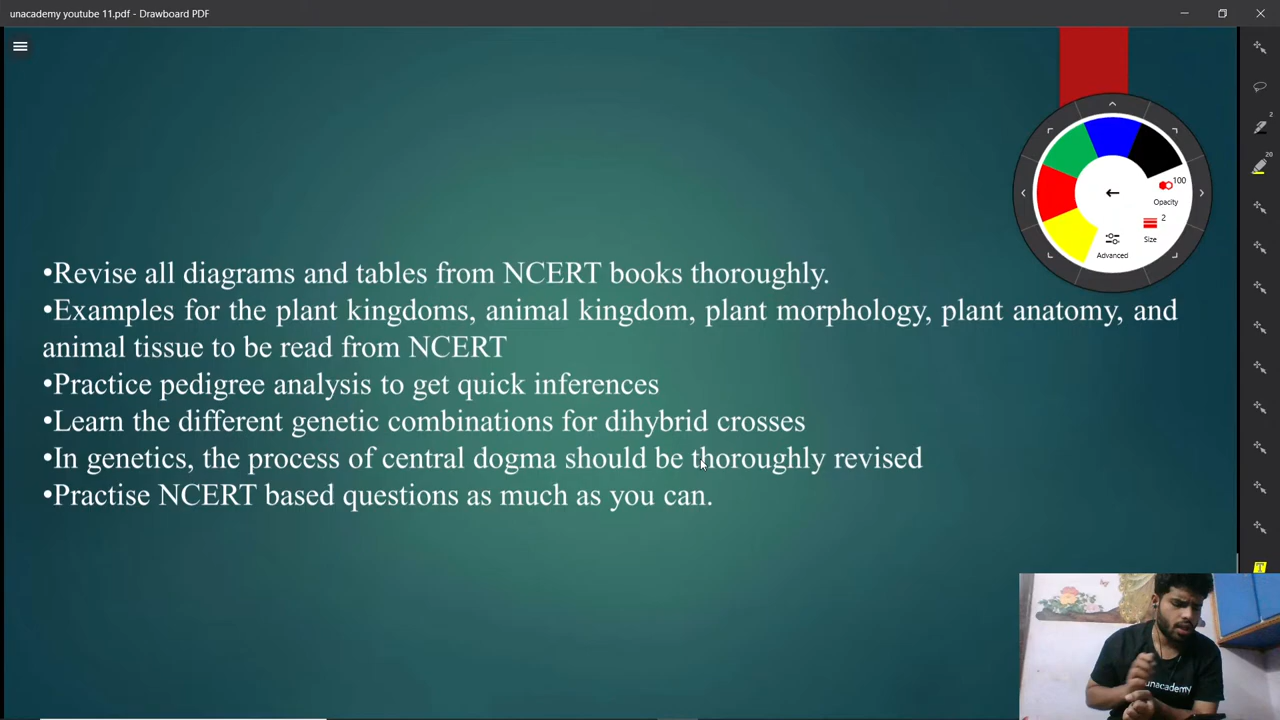 unacademy youtube 11.pdf - Drawboard PDF
2
20
100
Opacity
2
Size
Advanced
•Revise all diagrams and tables from NCERT books thoroughly.
•Examples for the plant kingdoms, animal kingdom, plant morphology, plant anatomy, and
animal tissue to be read from NCERT
•Practice pedigree analysis to get quick inferences
•Learn the different genetic combinations for dihybrid crosses
•In genetics, the process of central dogma should be thoroughly revised
•Practise NCERT based questions as much as you can.
T
unacademy